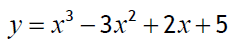 y = x³ − 3x² + 2x + 5